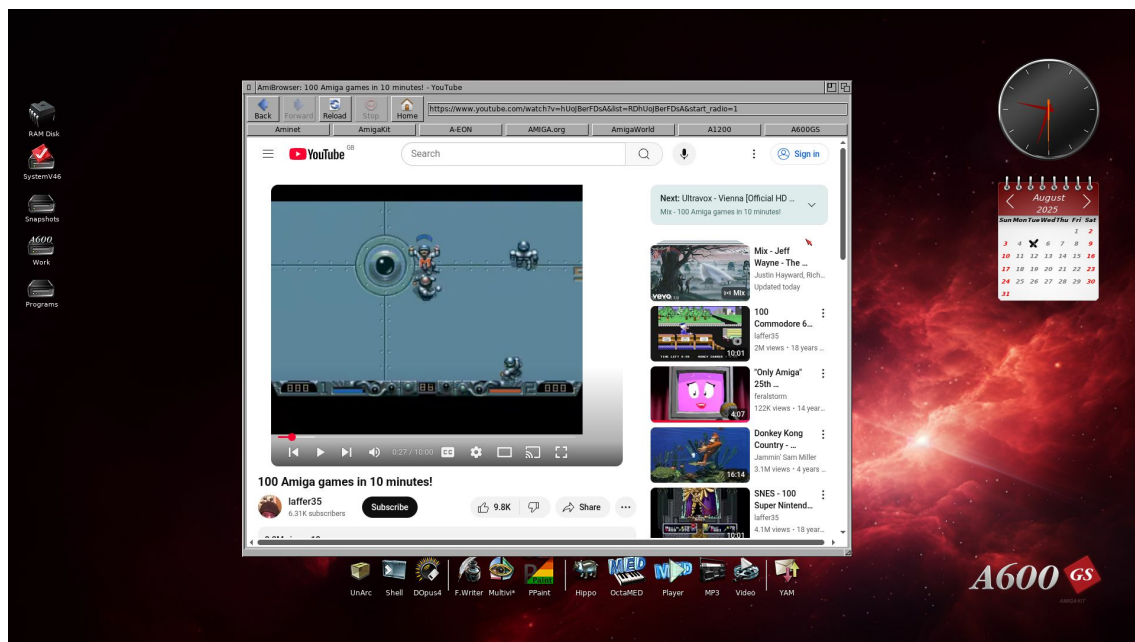 RAM Disk
SystemV46
Snapshots
A600
Work
Programs
AmiBrowser: 100 Amiga games in 10 minutes! - YouTube
Back Forward Reload Stop Home https://www.youtube.com/watch?v=hUoJBerFDsA&list=RDhUoJBerFDsA&start_radio=1
Aminet AmigaKit A-EON AMIGA.org AmigaWorld A1200 A600GS
YouTube GB Search Sign in
Next: Ultravox - Vienna [Official HD ...
Mix - 100 Amiga games in 10 minutes!
Mix - Jeff
Wayne - The ...
Justin Hayward, Rich...
Updated today
vevo Mix
100
Commodore 6...
laffer35
2M views • 18 years ...
10:01
"Only Amiga"
25th ...
feralstorm
122K views • 14 year...
4:07
Donkey Kong
Country - ...
Jammin' Sam Miller
3.1M views • 4 years ...
16:14
SNES - 100
Super Nintend...
laffer35
4.1M views • 18 year...
10:01
0:27 / 10:00 CC
100 Amiga games in 10 minutes!
laffer35
6.31K subscribers
Subscribe
9.8K
Share
August
2025
Sun Mon Tue Wed Thu Fri Sat
1 2
3 4 6 7 8 9
10 11 12 13 14 15 16
17 18 19 20 21 22 23
24 25 26 27 28 29 30
31
UnArc Shell DOpus4 F.Writer Multivi* PPaint Hippo OctaMED Player MP3 Video YAM
A600 GS
AMIGAKIT